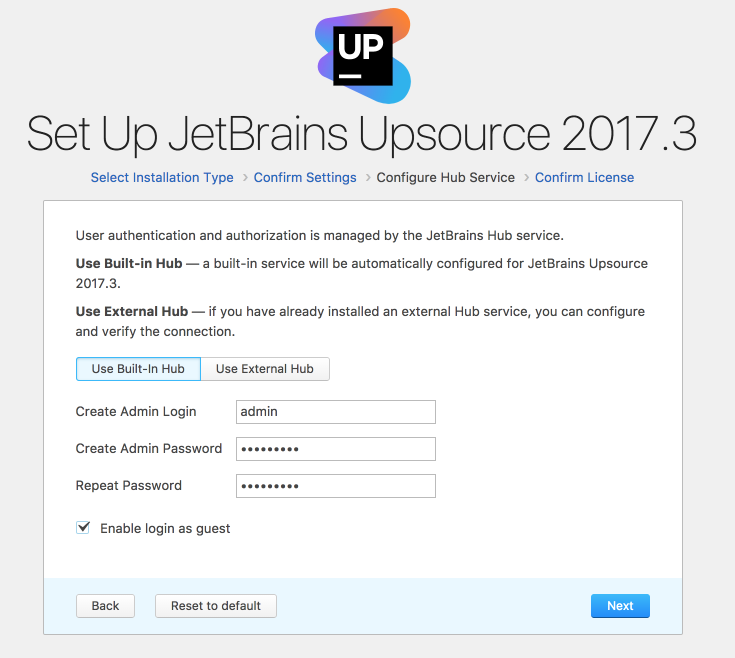 UP
Set Up JetBrains Upsource 2017.3
Select Installation Type › Confirm Settings › Configure Hub Service › Confirm License
User authentication and authorization is managed by the JetBrains Hub service.
Use Built-in Hub — a built-in service will be automatically configured for JetBrains Upsource
2017.3.
Use External Hub — if you have already installed an external Hub service, you can configure
and verify the connection.
Use Built-In Hub Use External Hub
Create Admin Login admin
Create Admin Password •••••••••
Repeat Password •••••••••
Enable login as guest
Back Reset to default Next